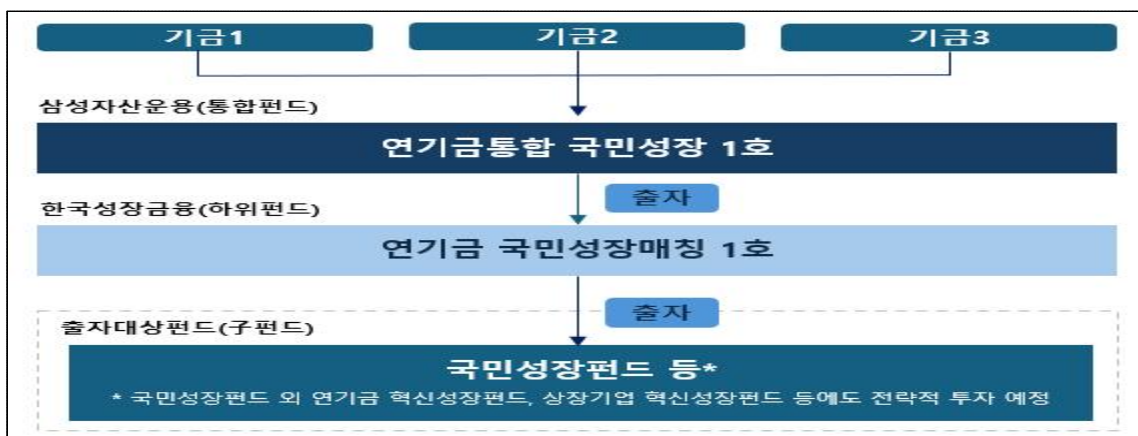 기금1
기금2
기금3
삼성자산운용(통합펀드)
연기금통합 국민성장 1호
출자
한국성장금융(하위펀드)
연기금 국민성장매칭 1호
출자
출자대상펀드(子펀드)
국민성장펀드 등*
* 국민성장펀드 외 연기금 혁신성장펀드, 상장기업 혁신성장펀드 등에도 전략적 투자 예정